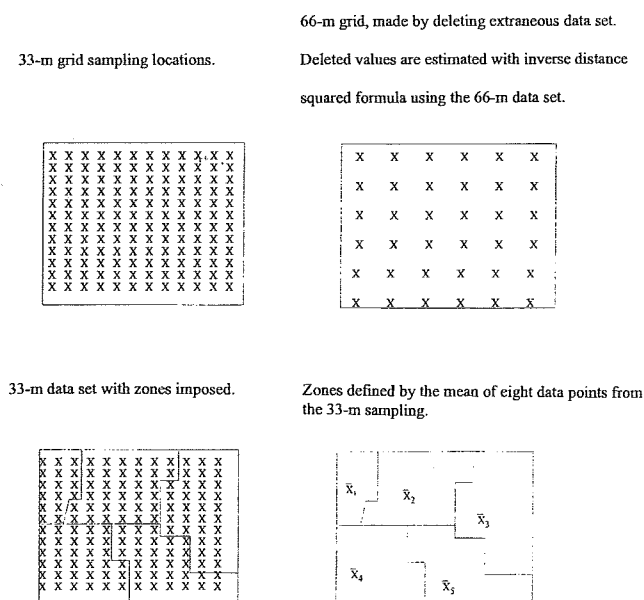 33-m grid sampling locations.
66-m grid, made by deleting extraneous data set.
Deleted values are estimated with inverse distance
squared formula using the 66-m data set.
X X X X X X X X X X X X
X X X X X X X X X X X X
X X X X X X X X X X X X
X X X X X X X X X X X X
X X X X X X X X X X X X
X X X X X X X X X X X X
X X X X X X X X X X X X
X X X X X X X X X X X X
X X X X X X X X X X X X
X X X X X X X X X X X X
X X X X X X X X X X X X
X X X X X X X X X X X X
X X X X X X
X X X X X X
X X X X X X
X X X X X X
X X X X X X
X X X X X X
33-m data set with zones imposed.
Zones defined by the mean of eight data points from
the 33-m sampling.
X X X X X X X X X X X X
X X X X X X X X X X X X
X X X X X X X X X X X X
X X X X X X X X X X X X
X X X X X X X X X X X X
X X X X X X X X X X X X
X X X X X X X X X X X X
X X X X X X X X X X X X
X X X X X X X X X X X X
X X X X X X X X X X X X
X X X X X X X X X X X X
X X X X X X X X X X X X
X̄₁
X̄₂
X̄₃
X̄₄
X̄₅